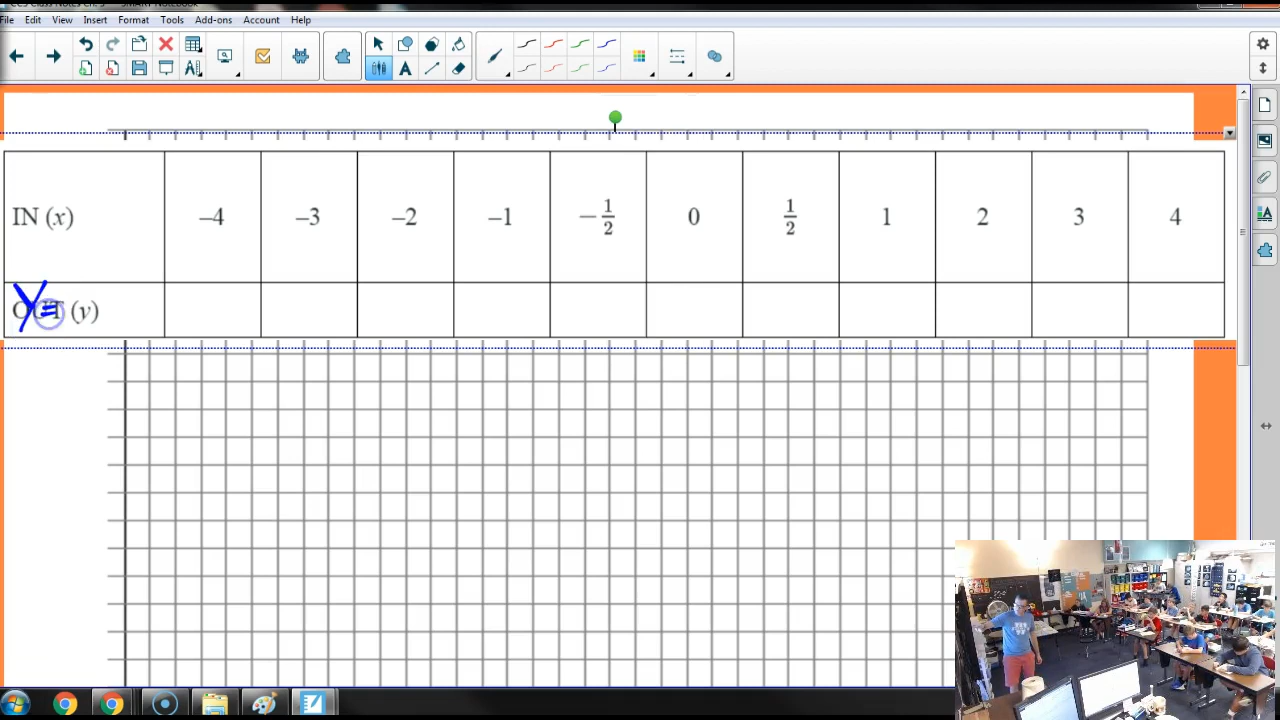 File Edit View Insert Format Tools Add-ons Account Help
IN (x) –4 –3 –2 –1 –1/2 0 1/2 1 2 3 4
Y=
OUT (y)